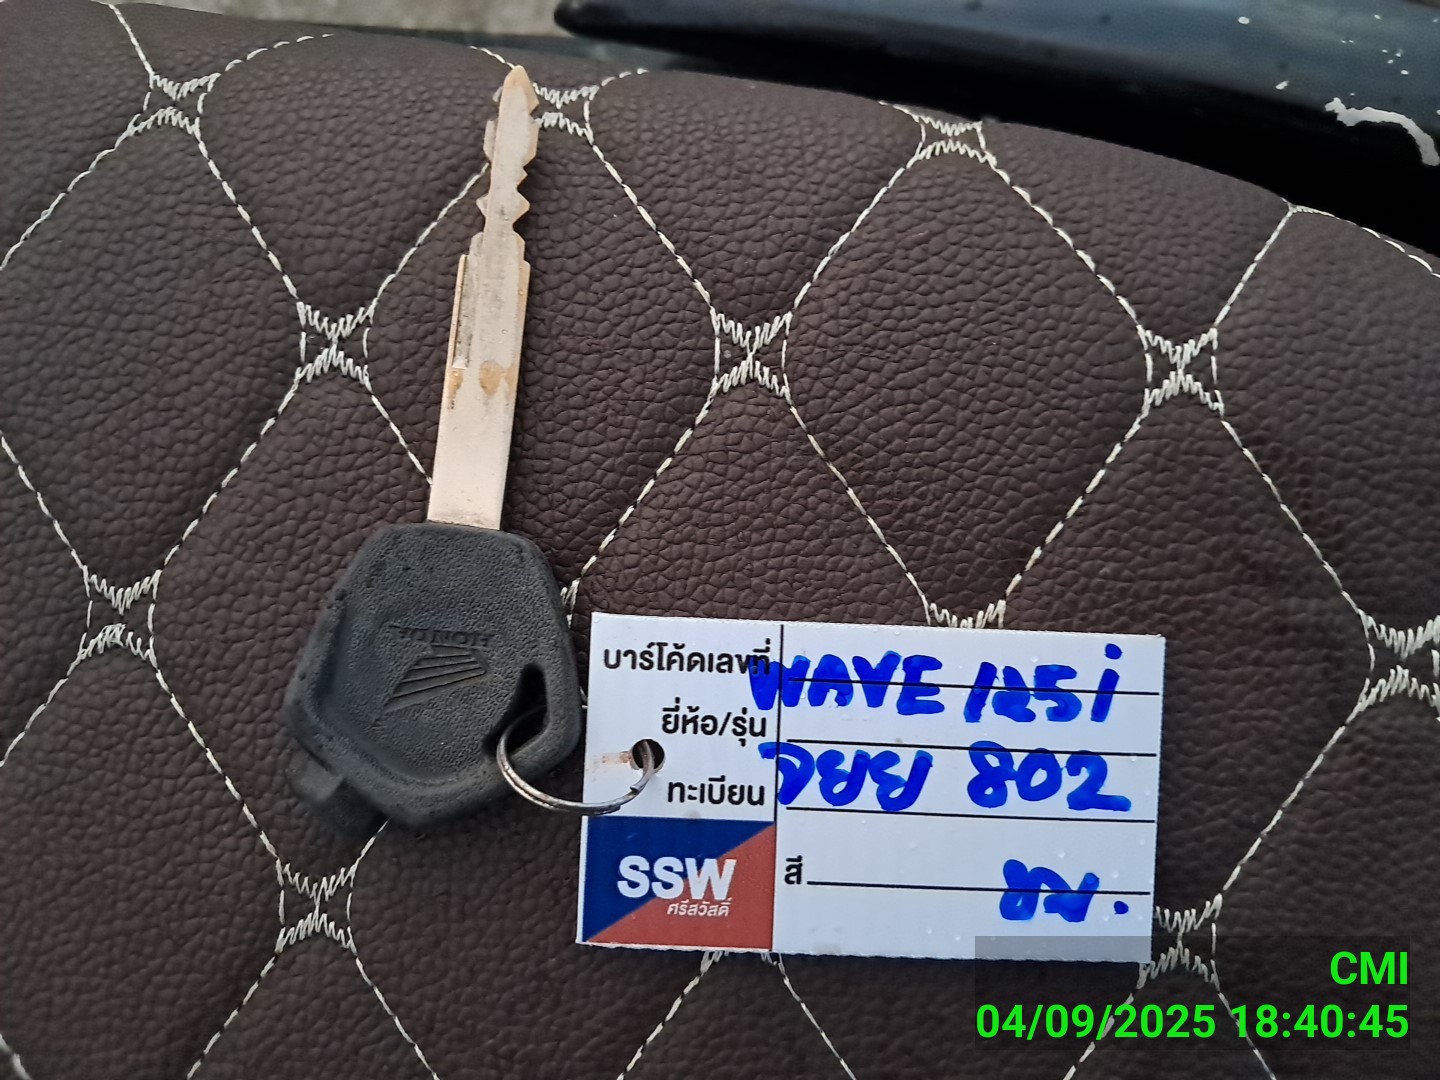 HONDA
บาร์โค้ดเลขที่
WAVE 125i
ยี่ห้อ/รุ่น
ทะเบียน
จยย 802
SSW
ศรีสวัสดิ์
สี
ชม.
CMI
04/09/2025 18:40:45